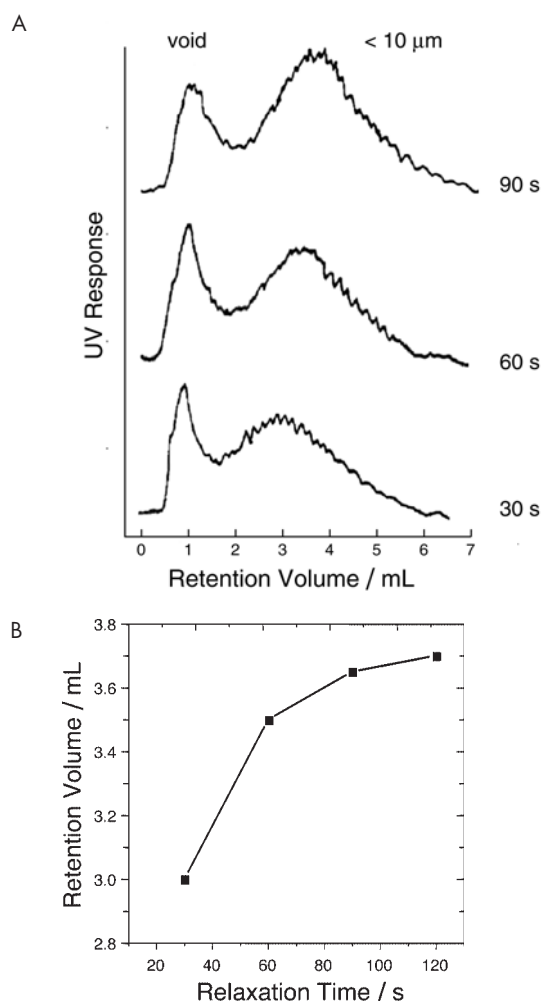 A
void < 10 µm
90 s
60 s
30 s
UV Response
0 1 2 3 4 5 6 7
Retention Volume / mL
B
3.8
3.6
3.4
3.2
3.0
2.8
Retention Volume / mL
20 40 60 80 100 120
Relaxation Time / s